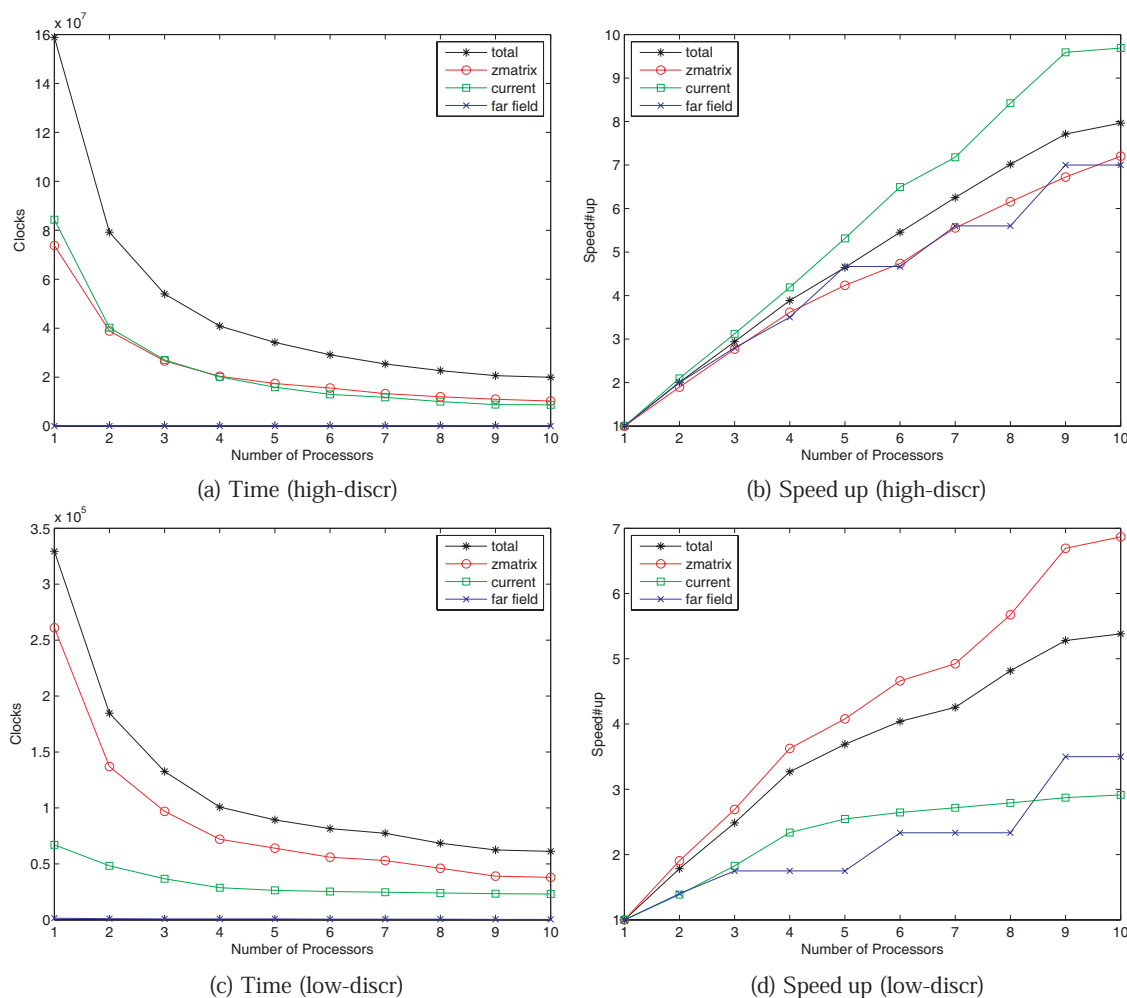 x 10^7
16
14
12
10
8
6
4
2
0
Clocks
1 2 3 4 5 6 7 8 9 10
Number of Processors
total
zmatrix
current
far field
(a) Time (high-discr)
10
9
8
7
6
5
4
3
2
1
Speed#up
1 2 3 4 5 6 7 8 9 10
Number of Processors
total
zmatrix
current
far field
(b) Speed up (high-discr)
x 10^5
3.5
3
2.5
2
1.5
1
0.5
0
Clocks
1 2 3 4 5 6 7 8 9 10
Number of Processors
total
zmatrix
current
far field
(c) Time (low-discr)
7
6
5
4
3
2
1
Speed#up
1 2 3 4 5 6 7 8 9 10
Number of Processors
total
zmatrix
current
far field
(d) Speed up (low-discr)